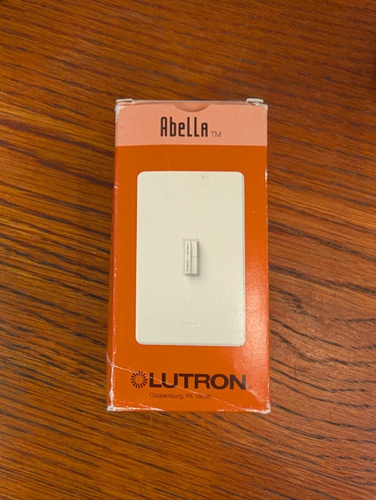 Abella™
LUTRON
Coopersburg, PA 18036